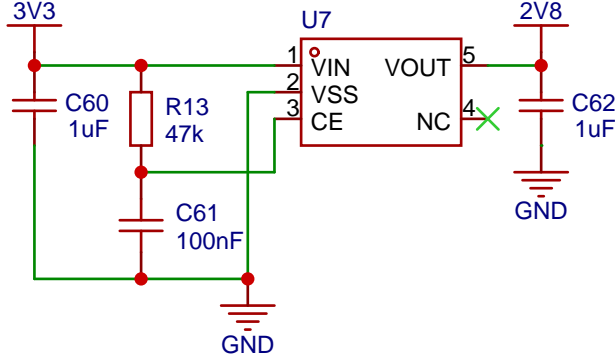 3V3
U7
2V8
1
VIN
VOUT
5
2
VSS
3
CE
NC
4
C60
1uF
R13
47k
C62
1uF
C61
100nF
GND
GND